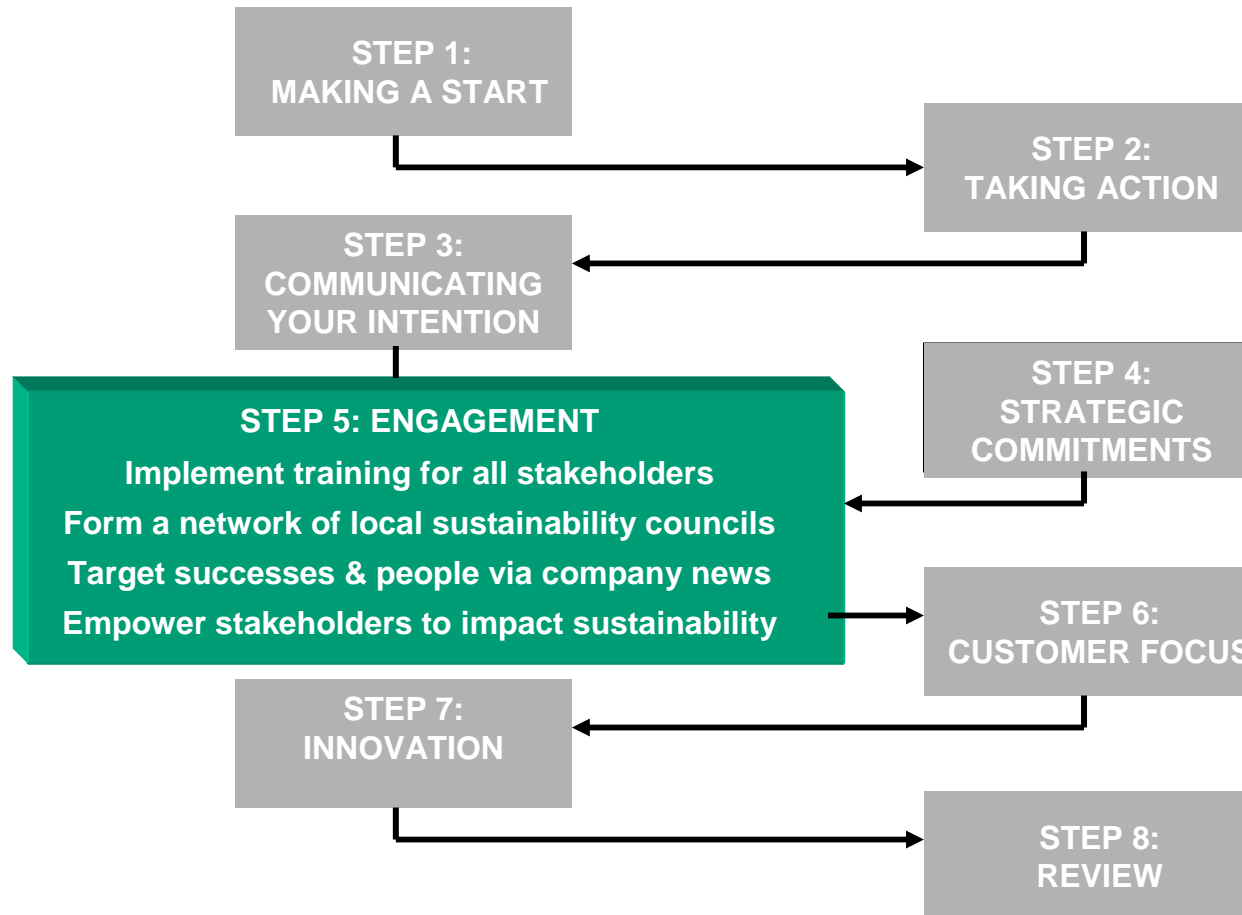 STEP 1:
MAKING A START
STEP 2:
TAKING ACTION
STEP 3:
COMMUNICATING
YOUR INTENTION
STEP 4:
STRATEGIC
COMMITMENTS
STEP 5: ENGAGEMENT
Implement training for all stakeholders
Form a network of local sustainability councils
Target successes & people via company news
Empower stakeholders to impact sustainability
STEP 6:
CUSTOMER FOCUS
STEP 7:
INNOVATION
STEP 8:
REVIEW